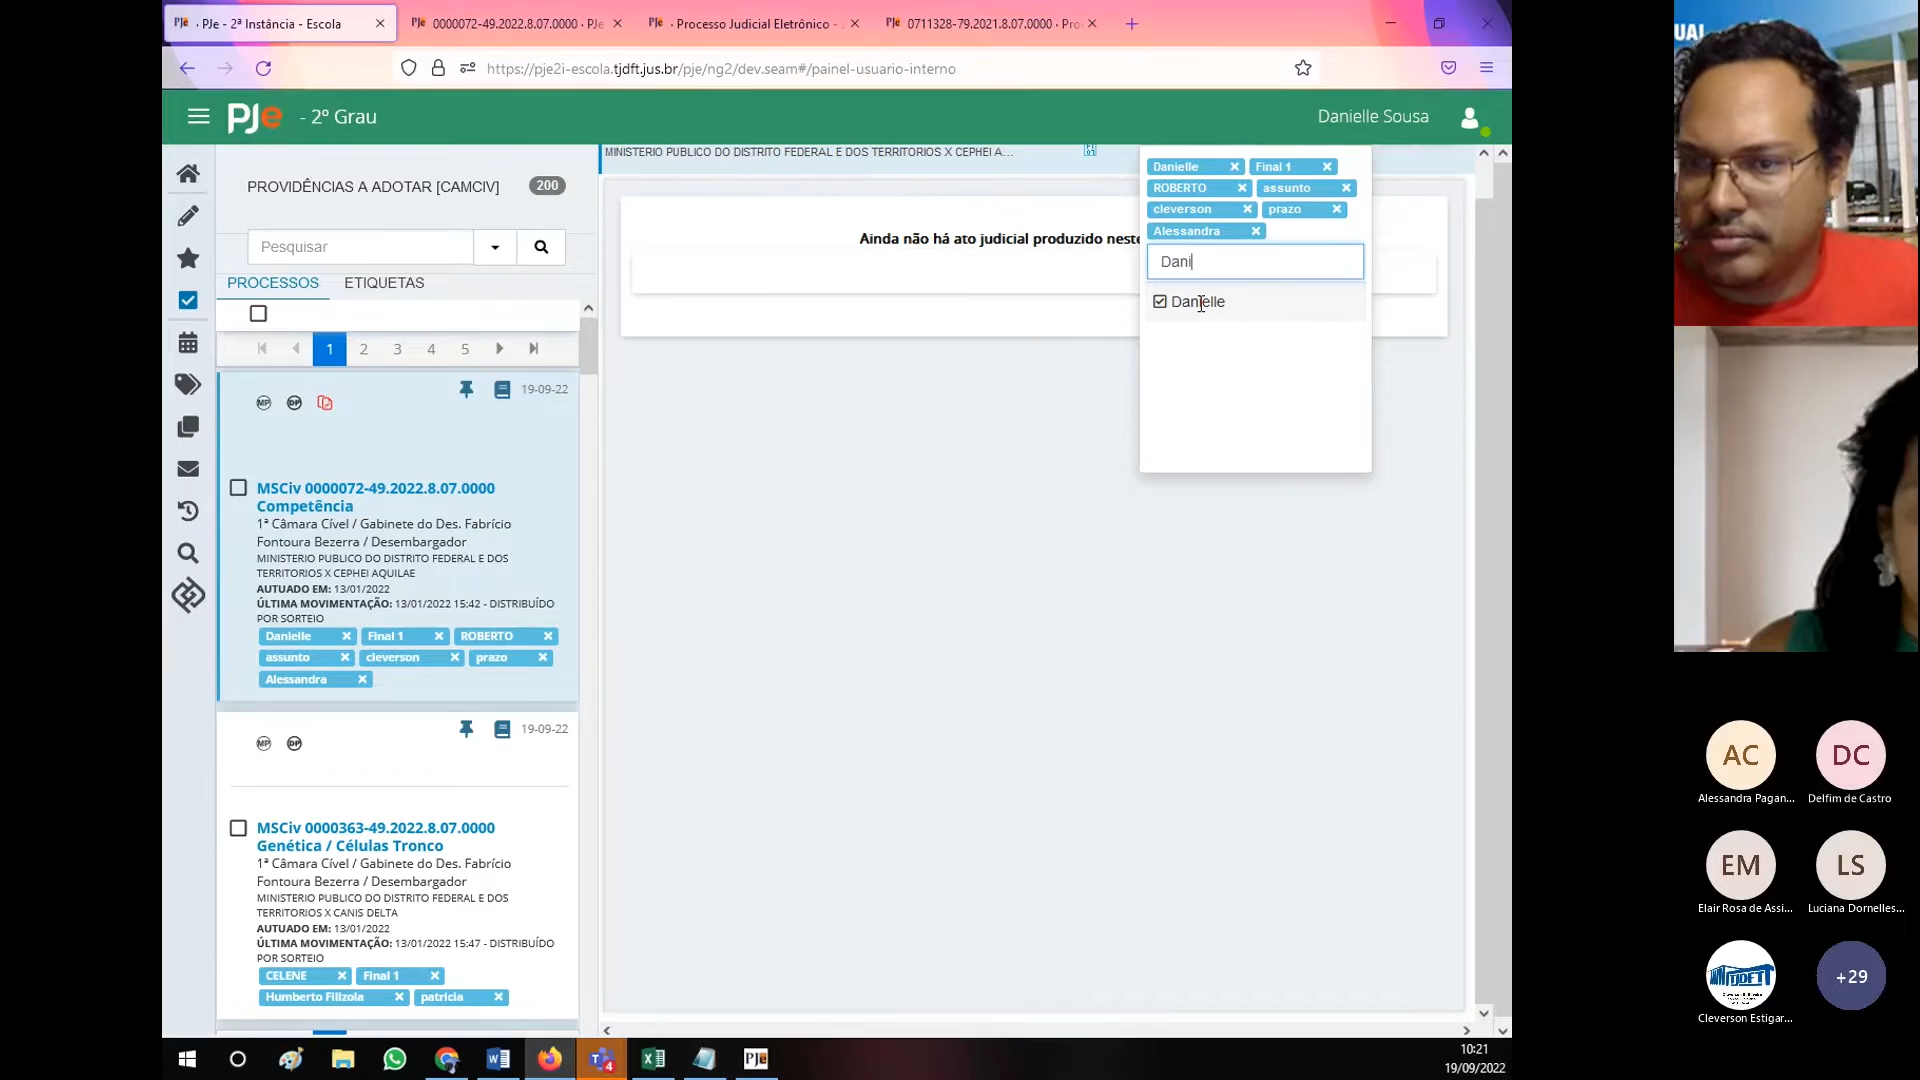 PJe - 2ª Instância - Escola
0000072-49.2022.8.07.0000 · PJe
· Processo Judicial Eletrônico -
0711328-79.2021.8.07.0000 · Pro
https://pje2i-escola.tjdft.jus.br/pje/ng2/dev.seam#/painel-usuario-interno
PJe - 2º Grau
Danielle Sousa
PROVIDÊNCIAS A ADOTAR [CAMCIV] 200
Pesquisar
PROCESSOS ETIQUETAS
1 2 3 4 5
MP DP 19-09-22
MSCiv 0000072-49.2022.8.07.0000
Competência
1ª Câmara Cível / Gabinete do Des. Fabrício
Fontoura Bezerra / Desembargador
MINISTERIO PUBLICO DO DISTRITO FEDERAL E DOS
TERRITORIOS X CEPHEI AQUILAE
AUTUADO EM: 13/01/2022
ÚLTIMA MOVIMENTAÇÃO: 13/01/2022 15:42 - DISTRIBUÍDO
POR SORTEIO
Danielle Final 1 ROBERTO
assunto cleverson prazo
Alessandra
MP DP 19-09-22
MSCiv 0000363-49.2022.8.07.0000
Genética / Células Tronco
1ª Câmara Cível / Gabinete do Des. Fabrício
Fontoura Bezerra / Desembargador
MINISTERIO PUBLICO DO DISTRITO FEDERAL E DOS
TERRITORIOS X CANIS DELTA
AUTUADO EM: 13/01/2022
ÚLTIMA MOVIMENTAÇÃO: 13/01/2022 15:47 - DISTRIBUÍDO
POR SORTEIO
CELENE Final 1
Humberto Filizola patricia
MINISTERIO PUBLICO DO DISTRITO FEDERAL E DOS TERRITORIOS X CEPHEI A...
Ainda não há ato judicial produzido neste
Danielle Final 1
ROBERTO assunto
cleverson prazo
Alessandra
Dani
Danielle
UAL
AC DC
Alessandra Pagan... Delfim de Castro
EM LS
Elair Rosa de Assi... Luciana Dornelles...
TJDFT +29
Cleverson Estigar...
4
PJe
10:21
19/09/2022